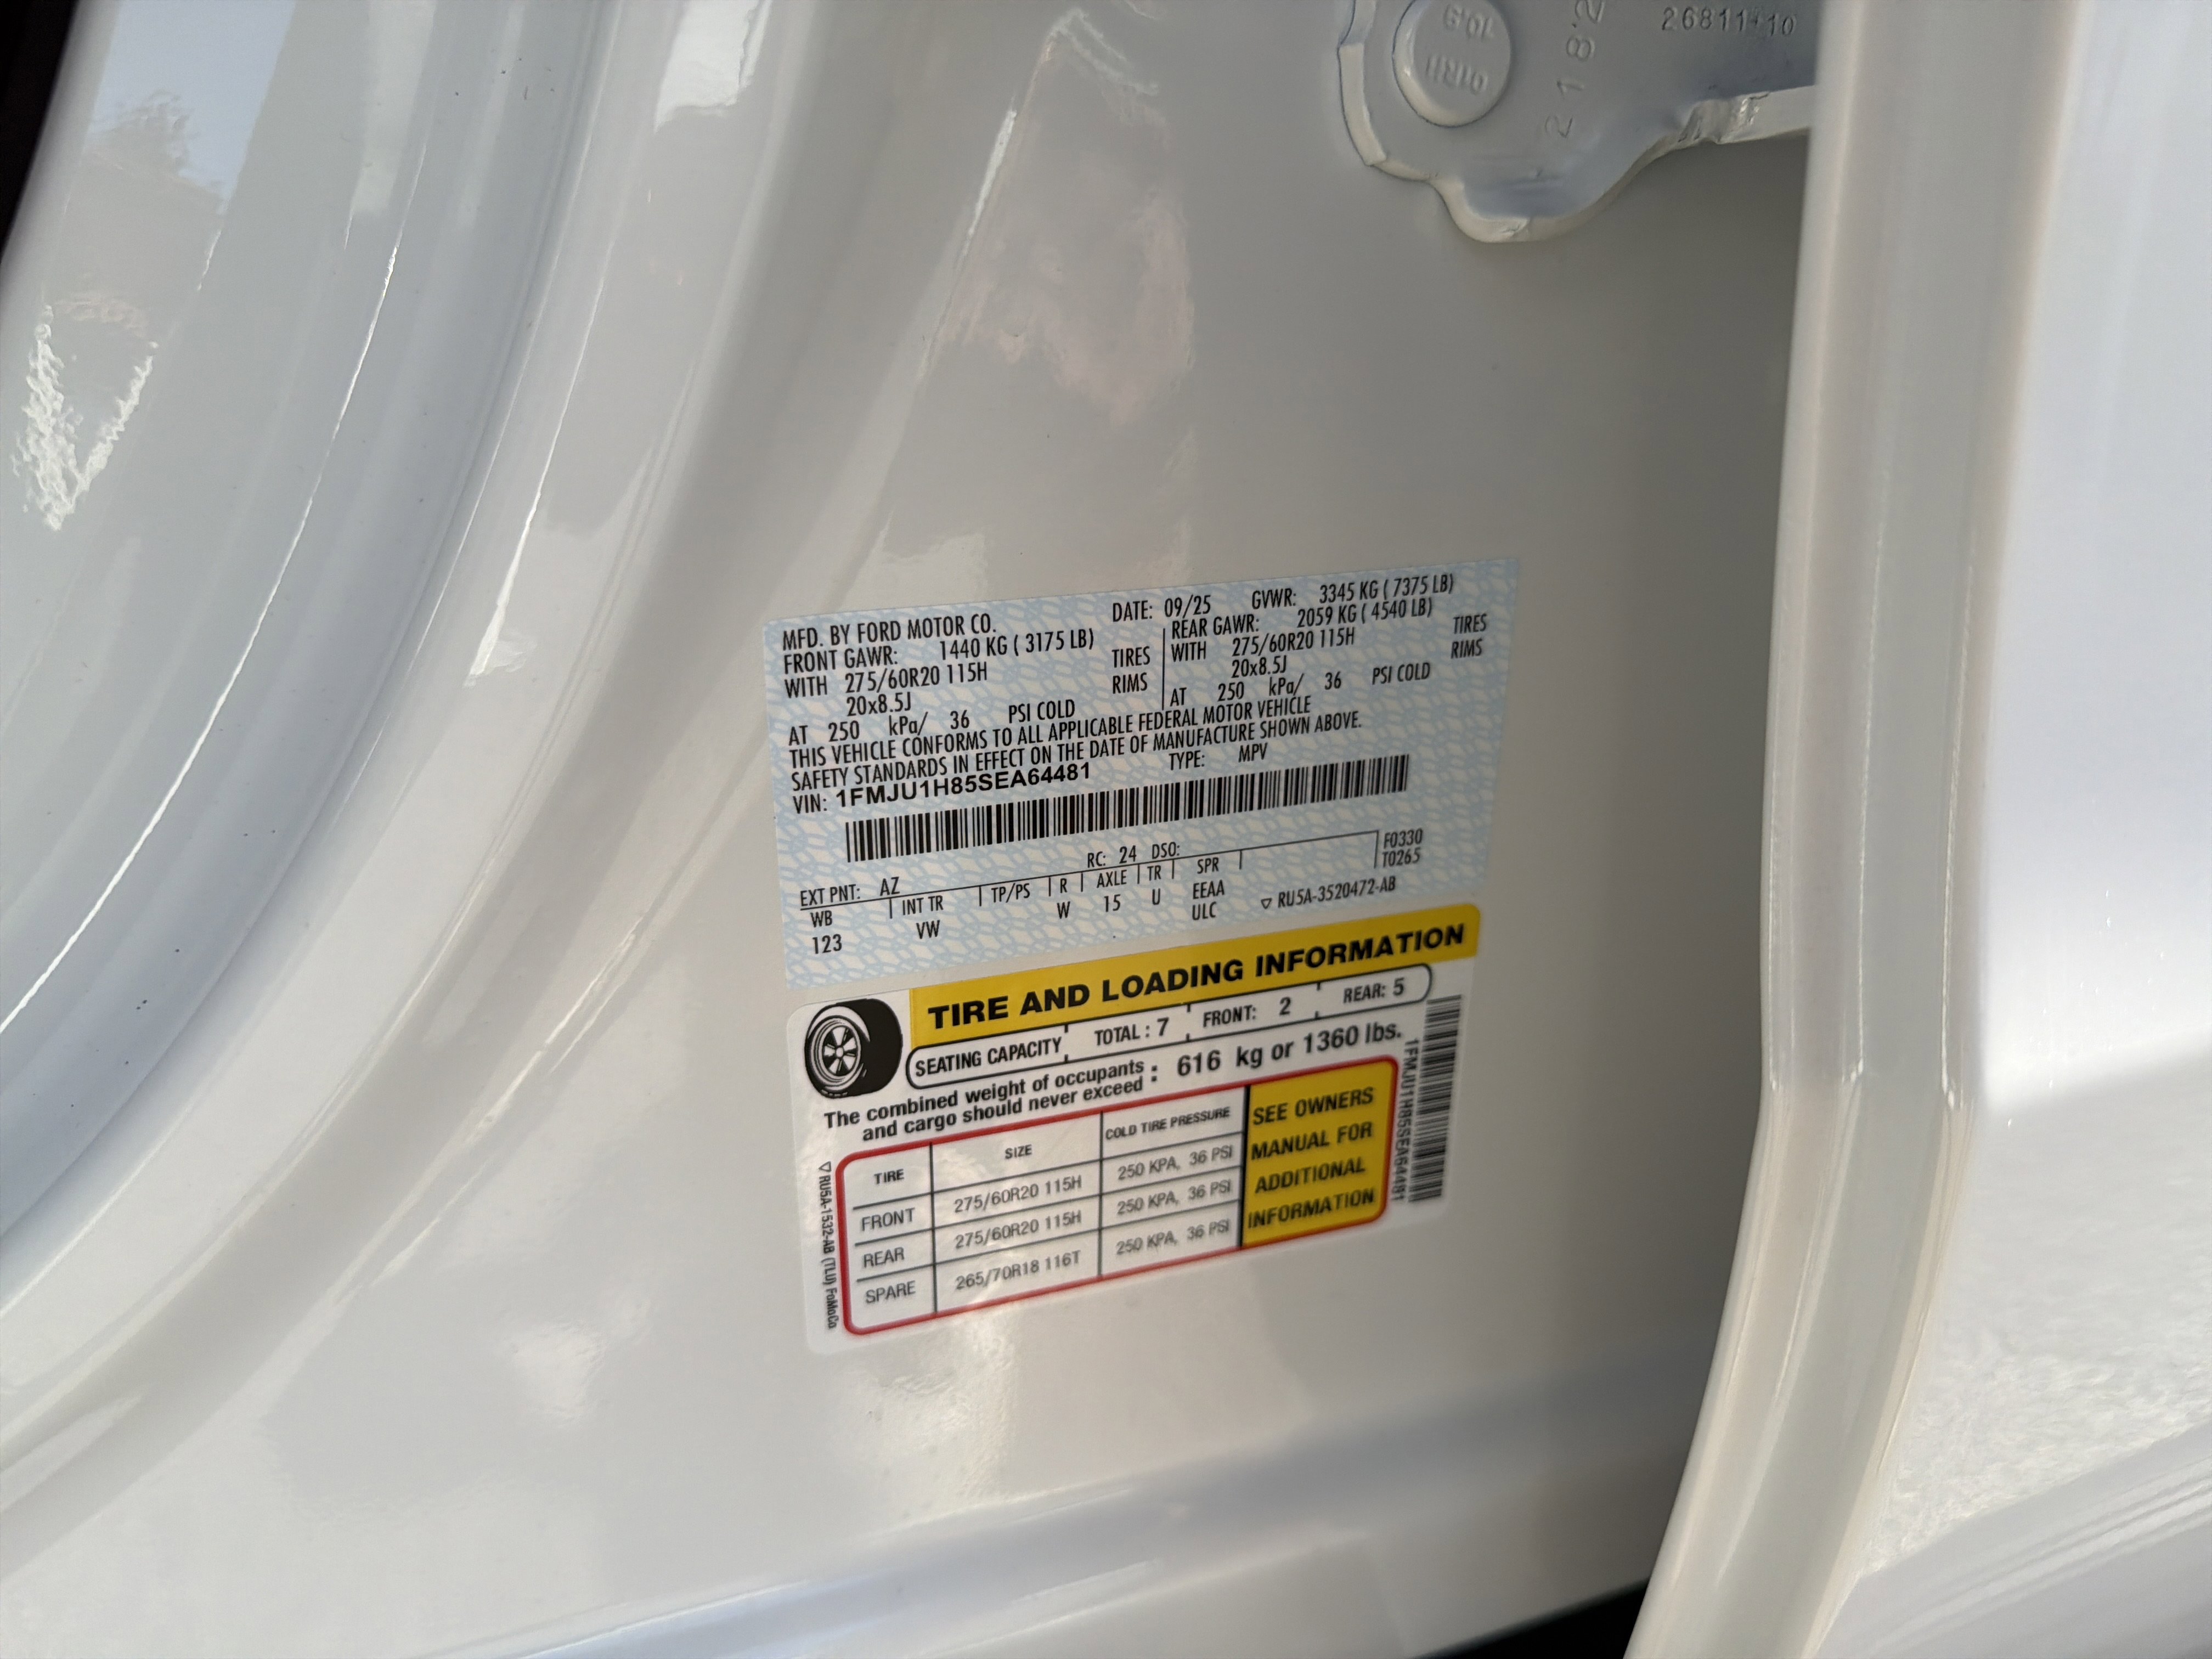 26811-10
MFD. BY FORD MOTOR CO. DATE: 09/25 GVWR: 3345 KG ( 7375 LB)
FRONT GAWR: 1440 KG ( 3175 LB) REAR GAWR: 2059 KG ( 4540 LB)
WITH 275/60R20 115H TIRES WITH 275/60R20 115H TIRES
20x8.5J RIMS 20x8.5J RIMS
AT 250 kPa/ 36 PSI COLD AT 250 kPa/ 36 PSI COLD
THIS VEHICLE CONFORMS TO ALL APPLICABLE FEDERAL MOTOR VEHICLE
SAFETY STANDARDS IN EFFECT ON THE DATE OF MANUFACTURE SHOWN ABOVE.
VIN: 1FMJU1H85SEA64481 TYPE: MPV
EXT PNT: AZ RC: 24 DSO: F0330
WB INT TR TP/PS R AXLE TR SPR T0265
123 VW W 15 U EEAA
ULC ▽ RU5A-3520472-AB
TIRE AND LOADING INFORMATION
SEATING CAPACITY TOTAL : 7 FRONT: 2 REAR: 5
The combined weight of occupants
and cargo should never exceed : 616 kg or 1360 lbs.
TIRE SIZE COLD TIRE PRESSURE
FRONT 275/60R20 115H 250 KPA, 36 PSI
REAR 275/60R20 115H 250 KPA, 36 PSI
SPARE 265/70R18 116T 250 KPA, 36 PSI
SEE OWNERS
MANUAL FOR
ADDITIONAL
INFORMATION
▽ RU5A-1532-AB (TLU) FoMoCo
1FMJU1H85SEA64481